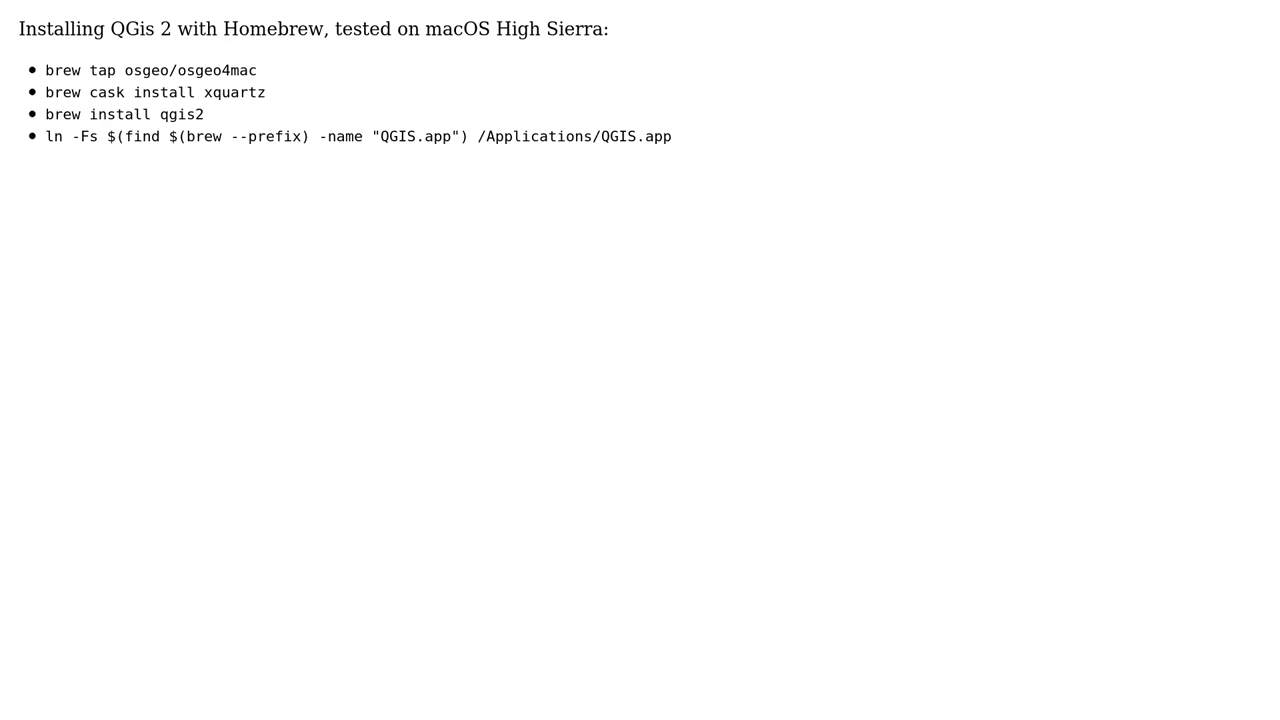 Installing QGis 2 with Homebrew, tested on macOS High Sierra:
• brew tap osgeo/osgeo4mac
• brew cask install xquartz
• brew install qgis2
• ln -Fs $(find $(brew --prefix) -name "QGIS.app") /Applications/QGIS.app